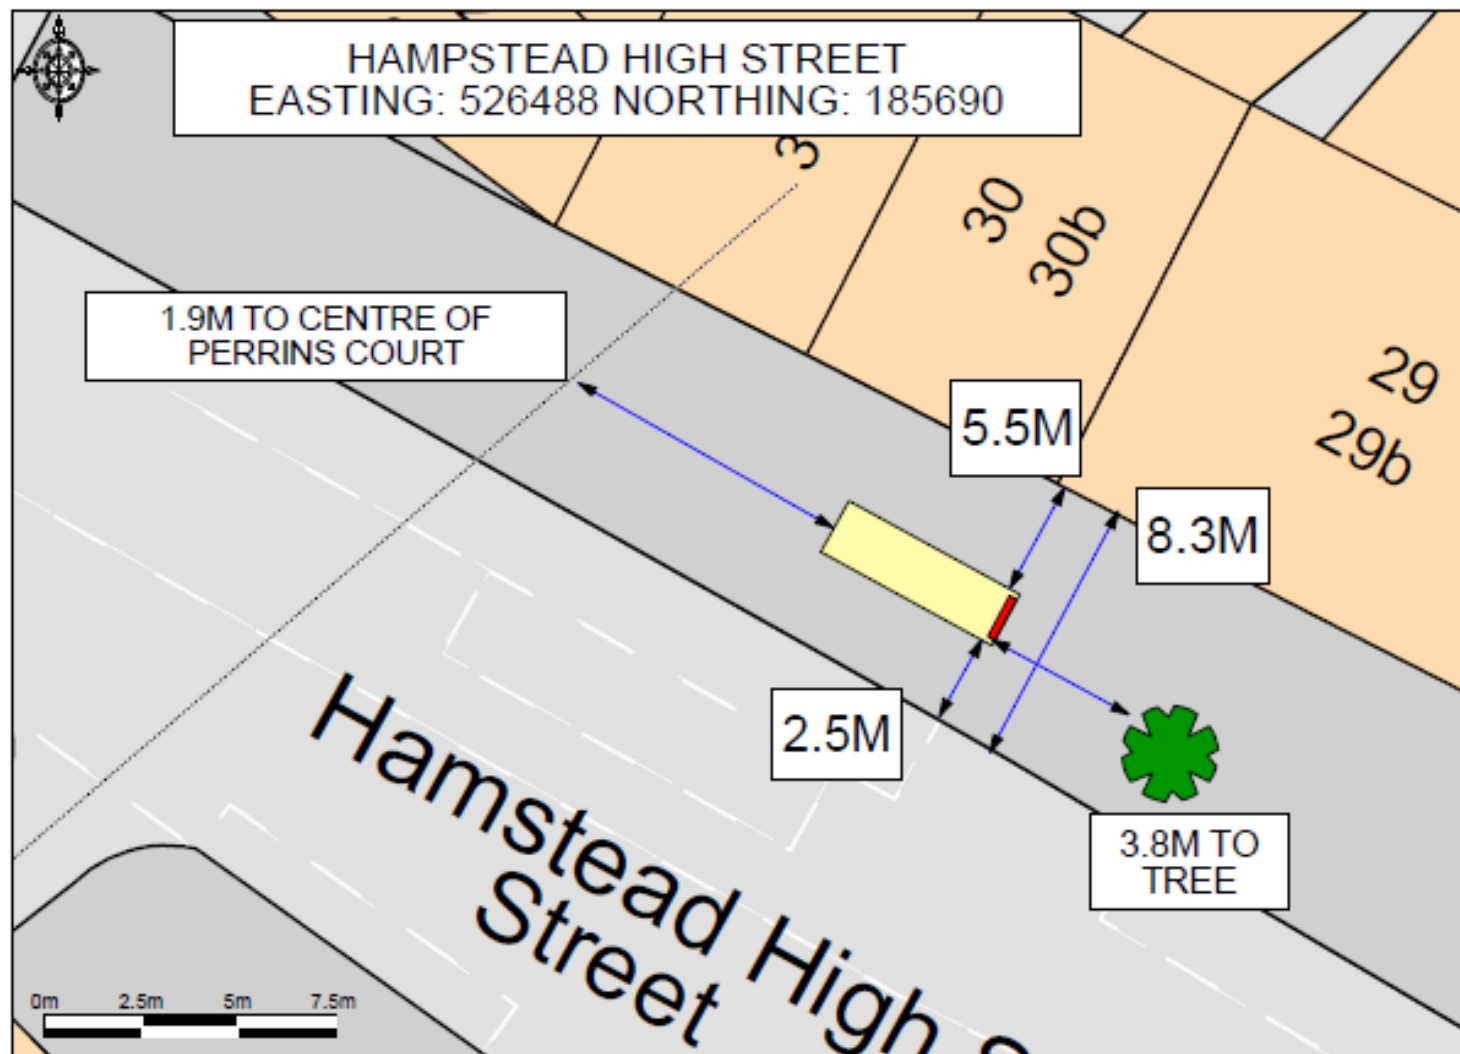 HAMPSTEAD HIGH STREET
EASTING: 526488 NORTHING: 185690
3
30
30b
1.9M TO CENTRE OF
PERRINS COURT
29
29b
5.5M
8.3M
2.5M
3.8M TO
TREE
Hamstead High
Street
0m 2.5m 5m 7.5m